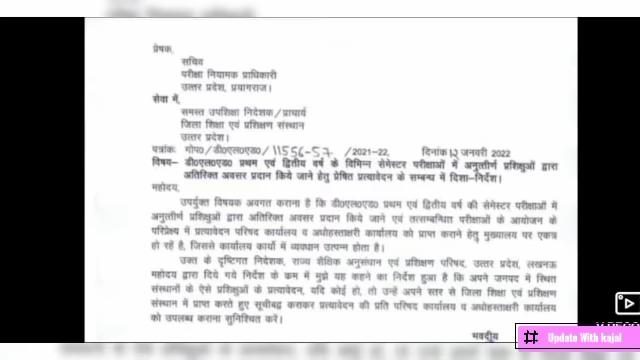 प्रेषक,
सचिव
परीक्षा नियामक प्राधिकारी
उत्तर प्रदेश, प्रयागराज।
सेवा में,
समस्त उपशिक्षा निदेशक/प्राचार्य
जिला शिक्षा एवं प्रशिक्षण संस्थान
उत्तर प्रदेश।
पत्रांकः गोप0/डी0एल0एड0/11556-57 /2021-22, दिनांक 12 जनवरी 2022
विषय– डी0एल0एड0 प्रथम एवं द्वितीय वर्ष के विभिन्न सेमेस्टर परीक्षाओं में अनुत्तीर्ण प्रशिक्षुओं द्वारा
अतिरिक्त अवसर प्रदान किये जाने हेतु प्रेषित प्रत्यावेदन के सम्बन्ध में दिशा-निर्देश।
महोदय,
उपर्युक्त विषयक अवगत कराना है कि डी0एल0एड0 प्रथम एवं द्वितीय वर्ष की सेमेस्टर परीक्षाओं में
अनुत्तीर्ण प्रशिक्षुओं द्वारा अतिरिक्त अवसर प्रदान किये जाने एवं तत्सम्बन्धित परीक्षाओं के आयोजन के
परिप्रेक्ष्य में प्रत्यावेदन परिषद कार्यालय व अधोहस्ताक्षरी कार्यालय को प्राप्त कराने हेतु मुख्यालय पर एकत्र
हो रहें है, जिससे कार्यालय कार्यों में व्यवधान उत्पन्न होता है।
उक्त के दृष्टिगत निदेशक, राज्य शैक्षिक अनुसंधान एवं प्रशिक्षण परिषद, उत्तर प्रदेश, लखनऊ
महोदय द्वारा दिये गये निर्देश के क्रम में मुझे यह कहने का निर्देश हुआ है कि अपने जनपद में स्थित
संस्थानों के ऐसे प्रशिक्षुओं के प्रत्यावेदन, यदि कोई हो, तो उन्हें अपने स्तर से जिला शिक्षा एवं प्रशिक्षण
संस्थान में प्राप्त करते हुए सूचीबद्ध कराकर प्रत्यावेदन की प्रति परिषद कार्यालय व अधोहस्ताक्षरी कार्यालय
को उपलब्ध कराना सुनिश्चित करें।
भवदीय
Update With kajal